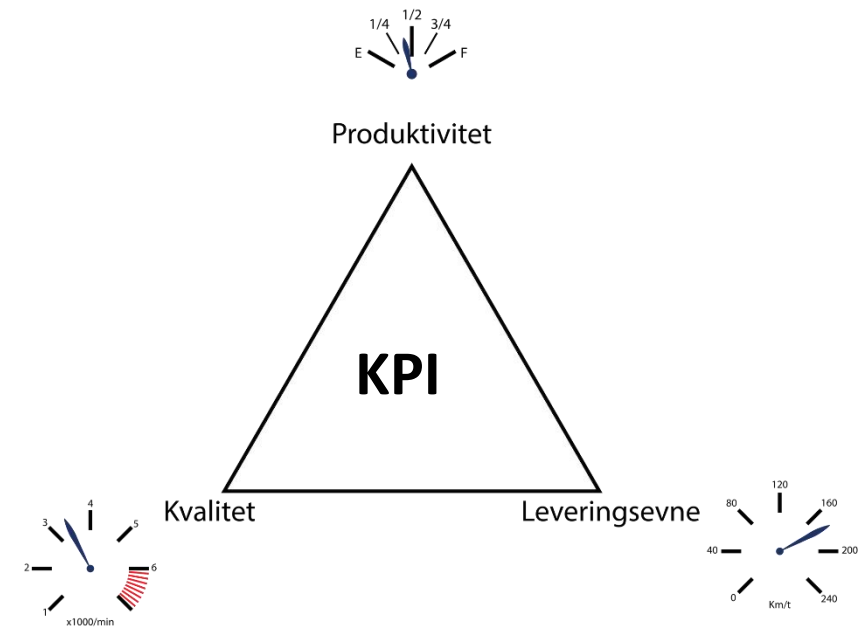 1/2
1/4
3/4
E
F
Produktivitet
KPI
Kvalitet
Leveringsevne
4
3
5
2
6
1
x1000/min
120
80
160
40
200
0
240
Km/t